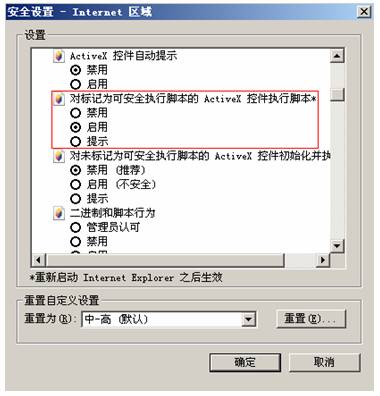 安全设置 - Internet 区域
设置
ActiveX 控件自动提示
禁用
启用
对标记为可安全执行脚本的 ActiveX 控件执行脚本*
禁用
启用
提示
对未标记为可安全执行脚本的 ActiveX 控件初始化并执
禁用 (推荐)
启用 (不安全)
提示
二进制和脚本行为
管理员认可
禁用
*重新启动 Internet Explorer 之后生效
重置自定义设置
重置为(R): 中-高 (默认) 重置(E)...
确定 取消